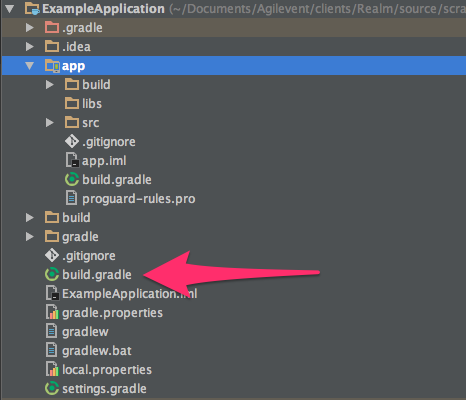 ExampleApplication (~/Documents/Agilevent/clients/Realm/source/scra
.gradle
.idea
app
build
libs
src
.gitignore
app.iml
build.gradle
proguard-rules.pro
build
gradle
.gitignore
build.gradle
ExampleApplication.iml
gradle.properties
gradlew
gradlew.bat
local.properties
settings.gradle